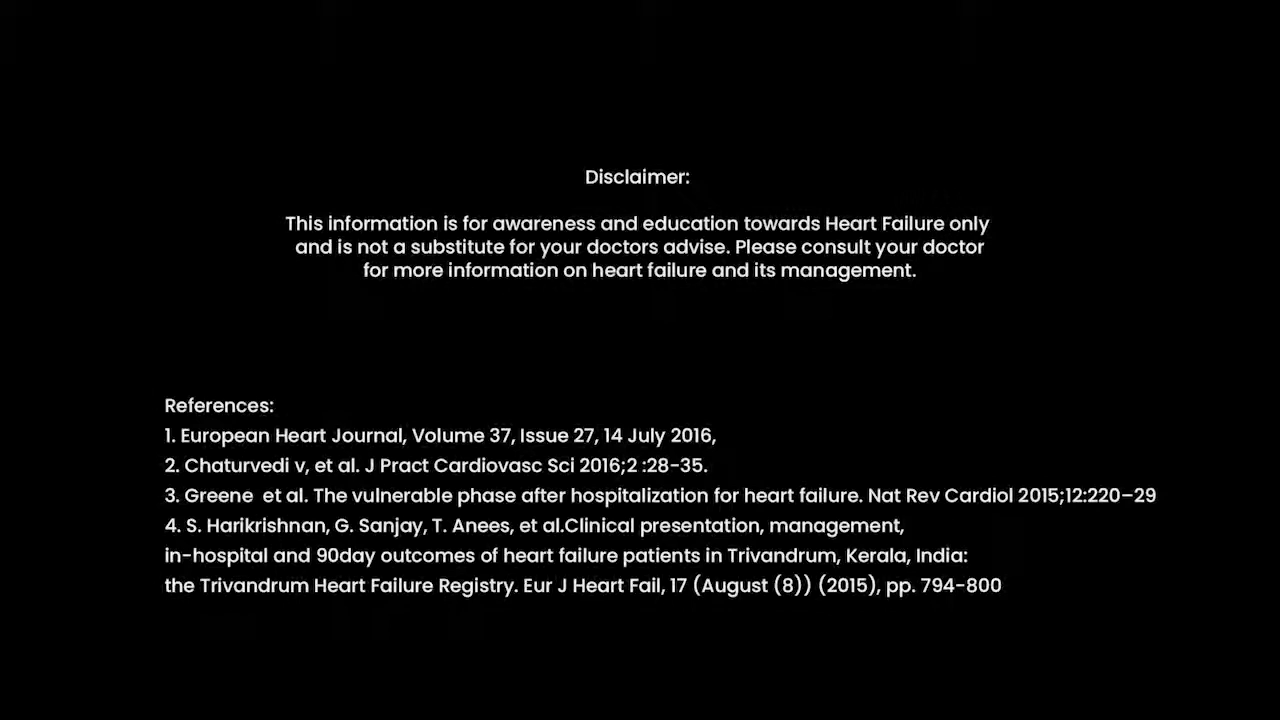 Disclaimer:
This information is for awareness and education towards Heart Failure only
and is not a substitute for your doctors advise. Please consult your doctor
for more information on heart failure and its management.
References:
1. European Heart Journal, Volume 37, Issue 27, 14 July 2016,
2. Chaturvedi v, et al. J Pract Cardiovasc Sci 2016;2 :28-35.
3. Greene  et al. The vulnerable phase after hospitalization for heart failure. Nat Rev Cardiol 2015;12:220–29
4. S. Harikrishnan, G. Sanjay, T. Anees, et al.Clinical presentation, management,
in-hospital and 90day outcomes of heart failure patients in Trivandrum, Kerala, India:
the Trivandrum Heart Failure Registry. Eur J Heart Fail, 17 (August (8)) (2015), pp. 794-800